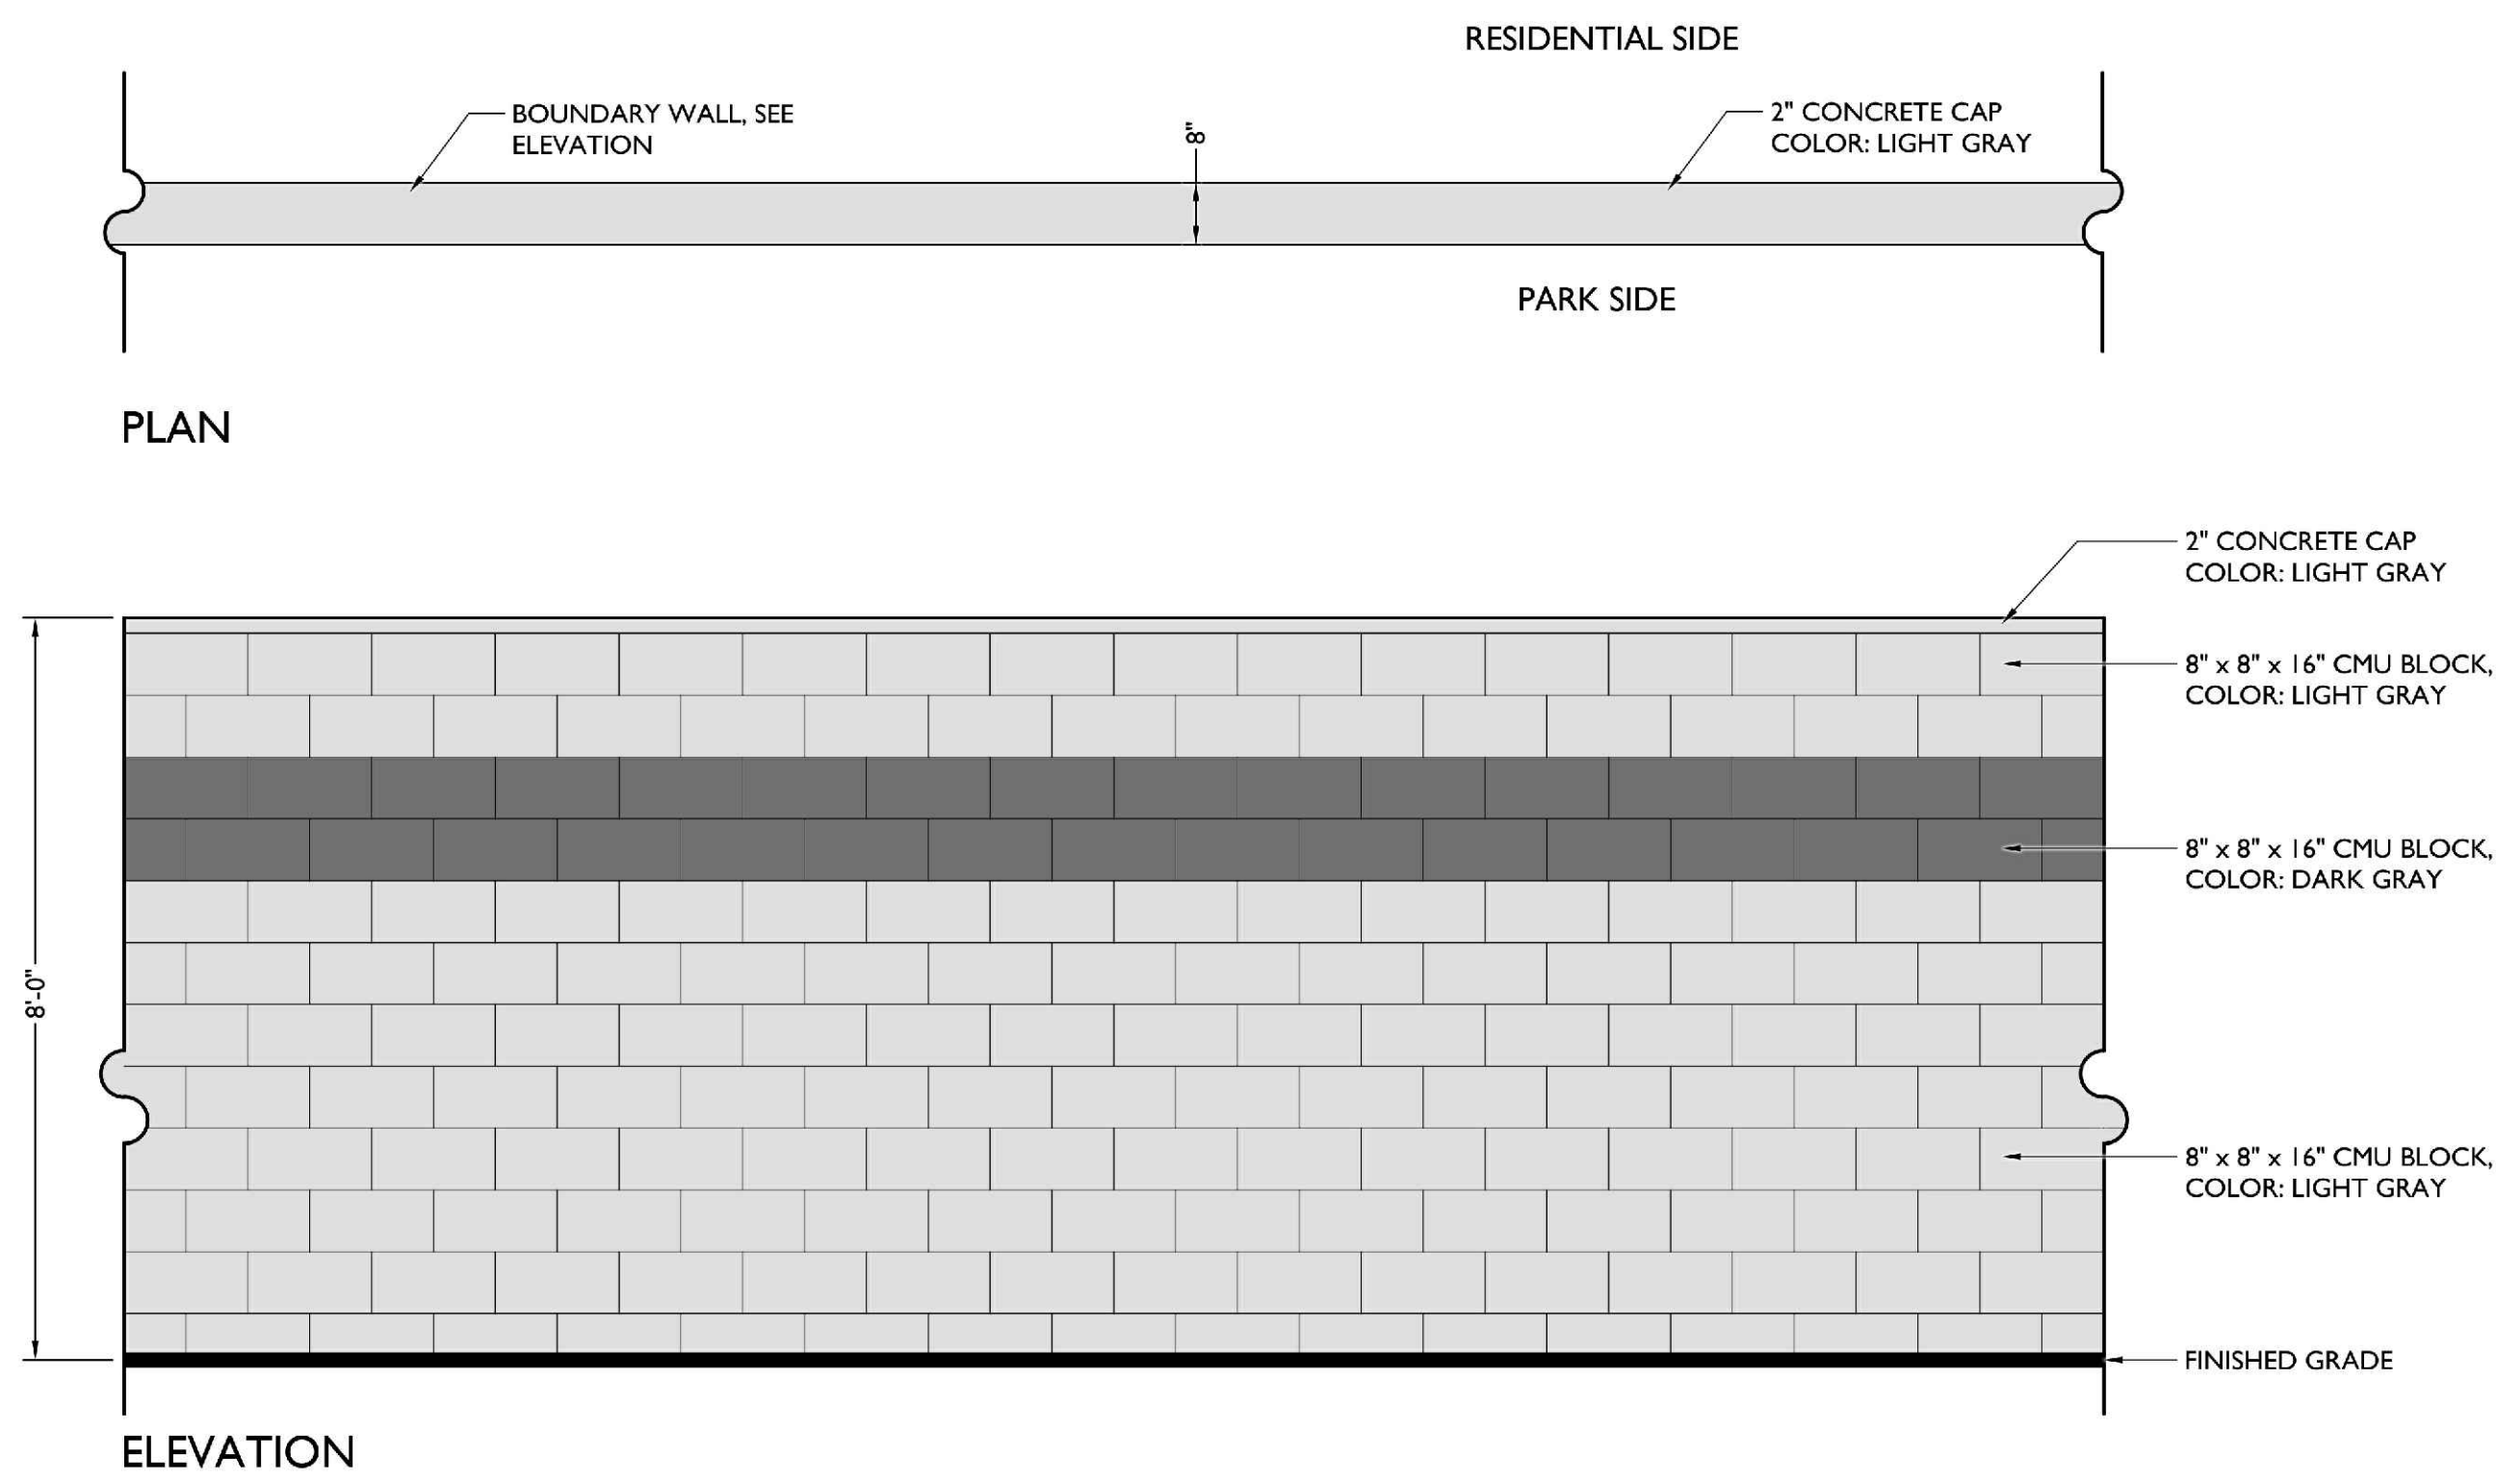 RESIDENTIAL SIDE
BOUNDARY WALL, SEE
ELEVATION
8"
2" CONCRETE CAP
COLOR: LIGHT GRAY
PARK SIDE
PLAN
2" CONCRETE CAP
COLOR: LIGHT GRAY
8" x 8" x 16" CMU BLOCK,
COLOR: LIGHT GRAY
8" x 8" x 16" CMU BLOCK,
COLOR: DARK GRAY
8'-0"
8" x 8" x 16" CMU BLOCK,
COLOR: LIGHT GRAY
FINISHED GRADE
ELEVATION